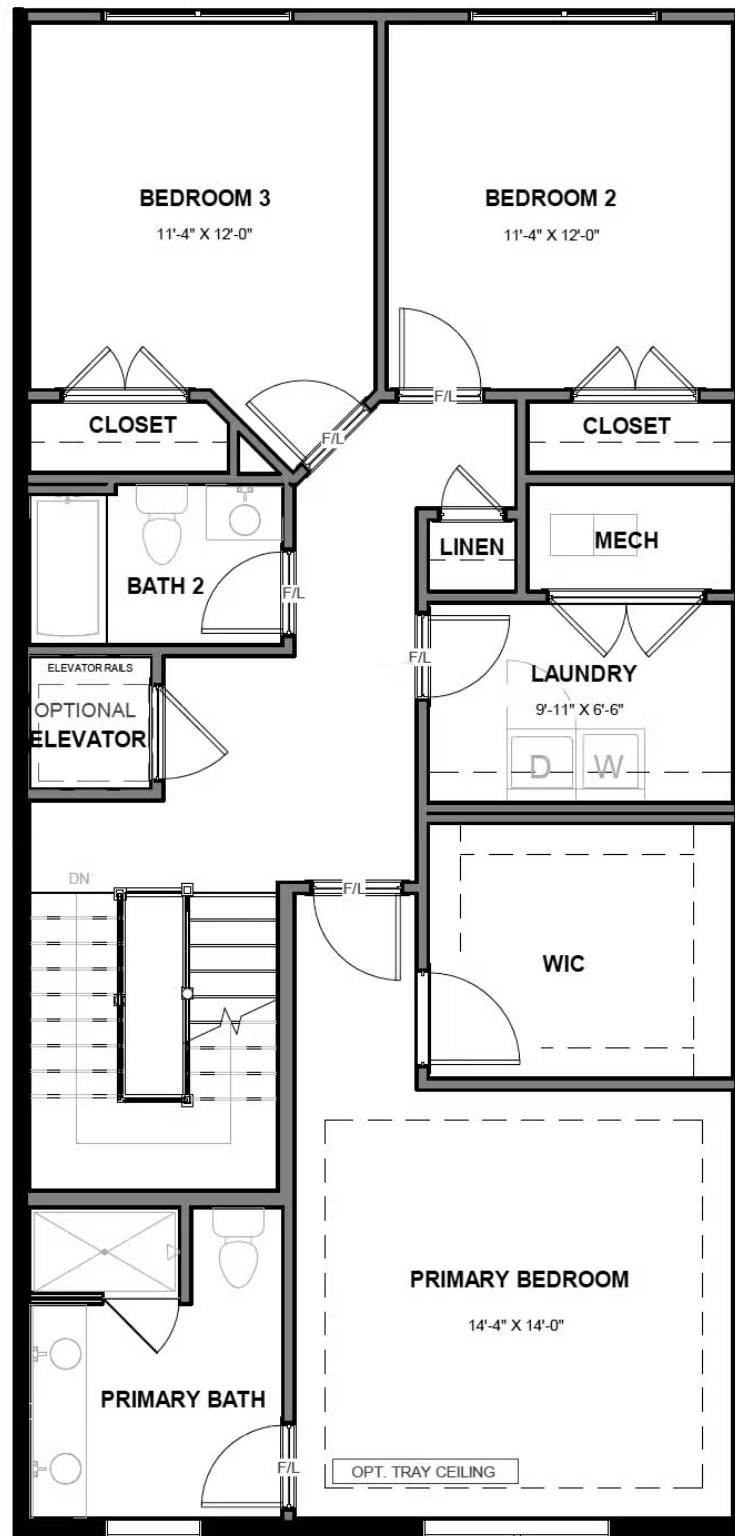 BEDROOM 3
11'-4" X 12'-0"
BEDROOM 2
11'-4" X 12'-0"
F/L
F/L
CLOSET
CLOSET
LINEN
MECH
BATH 2
F/L
F/L
ELEVATOR RAILS
OPTIONAL
ELEVATOR
LAUNDRY
9'-11" X 6'-6"
D
W
DN
F/L
WIC
PRIMARY BEDROOM
14'-4" X 14'-0"
PRIMARY BATH
F/L
OPT. TRAY CEILING